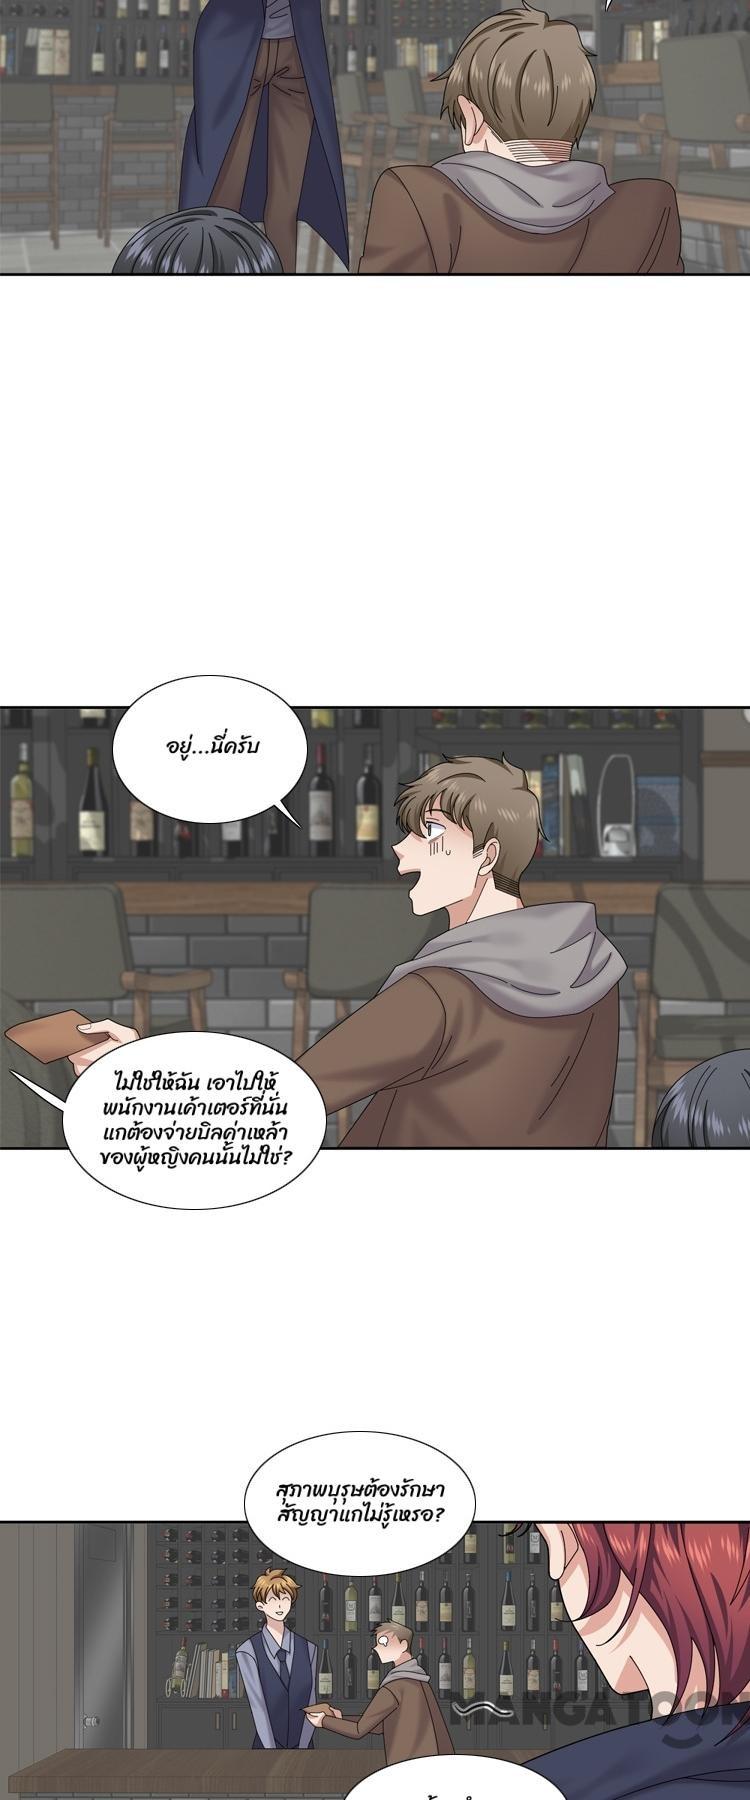 อยู่...นี่ครับ
ไม่ใช่ให้ฉัน เอาไปให้
พนักงานเค้าเตอร์ที่นั่น
แกต้องจ่ายบิลค่าเหล้า
ของผู้หญิงคนนั้นไม่ใช่?
สุภาพบุรุษต้องรักษา
สัญญาแกไม่รู้เหรอ?
MANGATOON